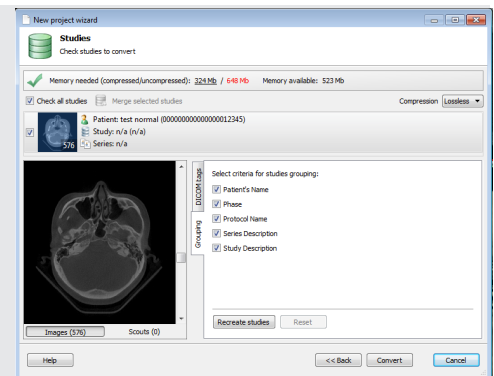 New project wizard
Studies
Check studies to convert
Memory needed (compressed/uncompressed): 324 Mb / 648 Mb Memory available: 523 Mb
Check all studies Merge selected studies Compression Lossless
Patient: test normal (000000000000000012345)
Study: n/a (n/a)
576 Series: n/a
DICOM tags
Grouping
Select criteria for studies grouping:
Patient's Name
Phase
Protocol Name
Series Description
Study Description
Recreate studies Reset
Images (576) Scouts (0)
Help << Back Convert Cancel